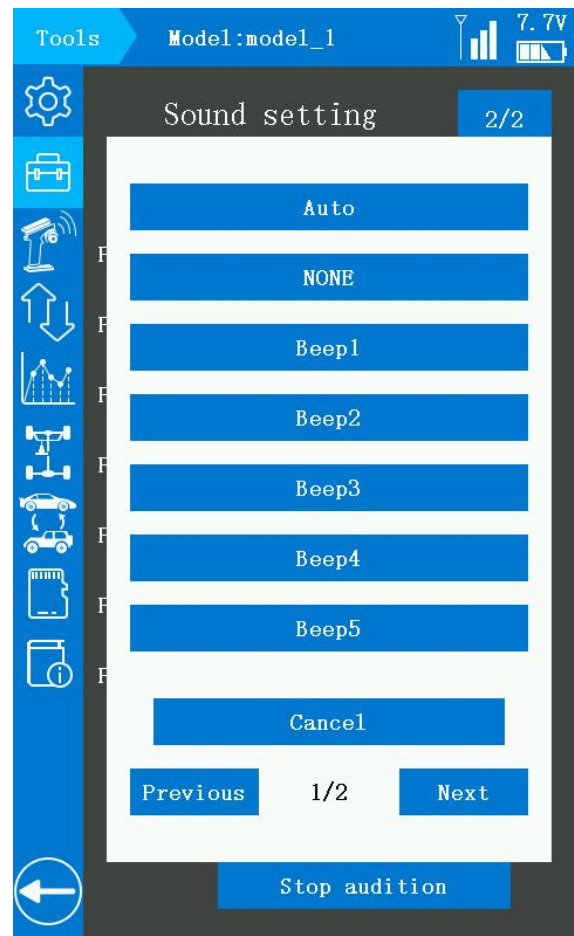 Tools Model:model_1 7.7V
Sound setting 2/2
Auto
NONE
F
Beep1
F
Beep2
F
Beep3
F
Beep4
F
Beep5
F
F
Cancel
Previous 1/2 Next
Stop audition